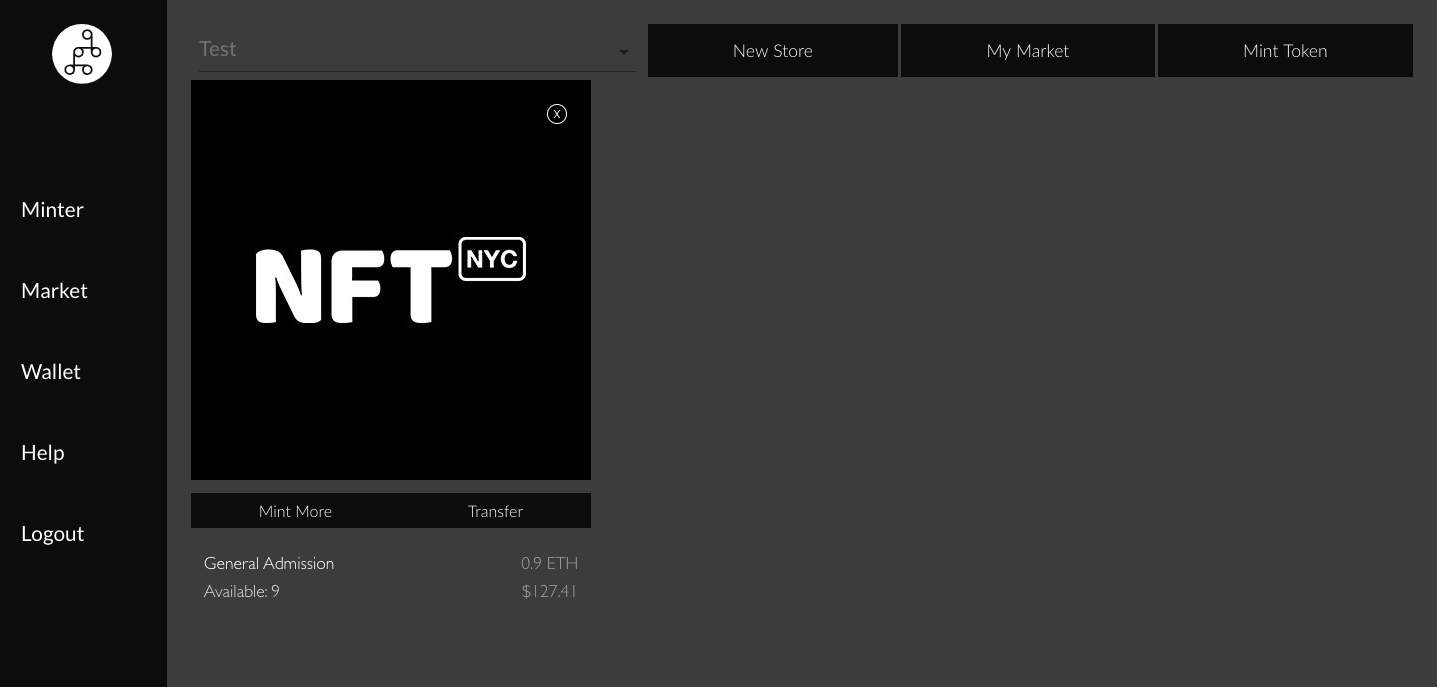 Test
New Store
My Market
Mint Token
Minter
Market
Wallet
Help
Logout
X
NFT NYC
Mint More
Transfer
General Admission
0.9 ETH
Available: 9
$127.41